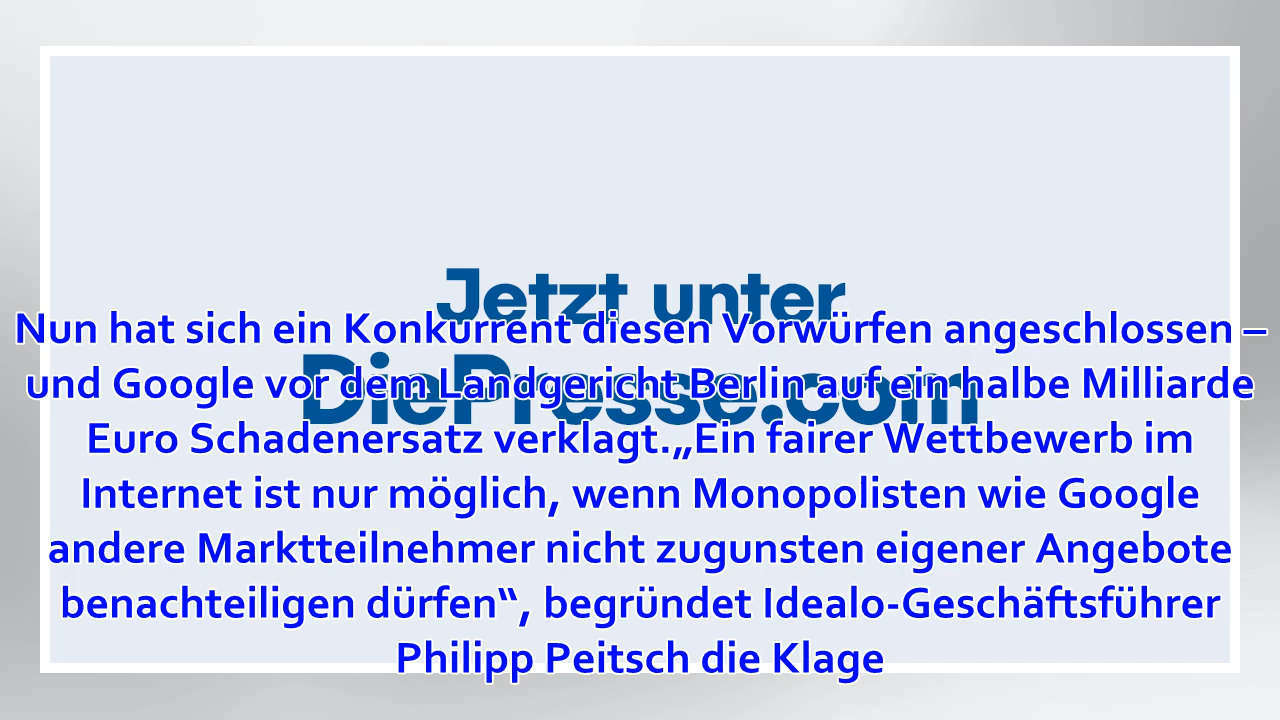 Jetzt unter
DiePresse.com
Nun hat sich ein Konkurrent diesen Vorwürfen angeschlossen –
und Google vor dem Landgericht Berlin auf ein halbe Milliarde
Euro Schadenersatz verklagt.„Ein fairer Wettbewerb im
Internet ist nur möglich, wenn Monopolisten wie Google
andere Marktteilnehmer nicht zugunsten eigener Angebote
benachteiligen dürfen“, begründet Idealo-Geschäftsführer
Philipp Peitsch die Klage